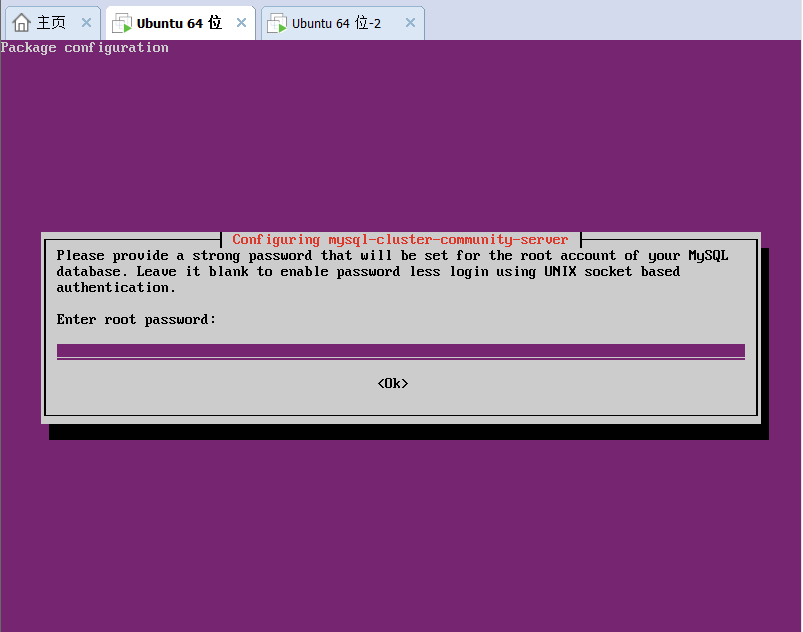 主页
Ubuntu 64 位
Ubuntu 64 位-2
Package configuration
Configuring mysql-cluster-community-server
Please provide a strong password that will be set for the root account of your MySQL
database. Leave it blank to enable password less login using UNIX socket based
authentication.
Enter root password:
<Ok>